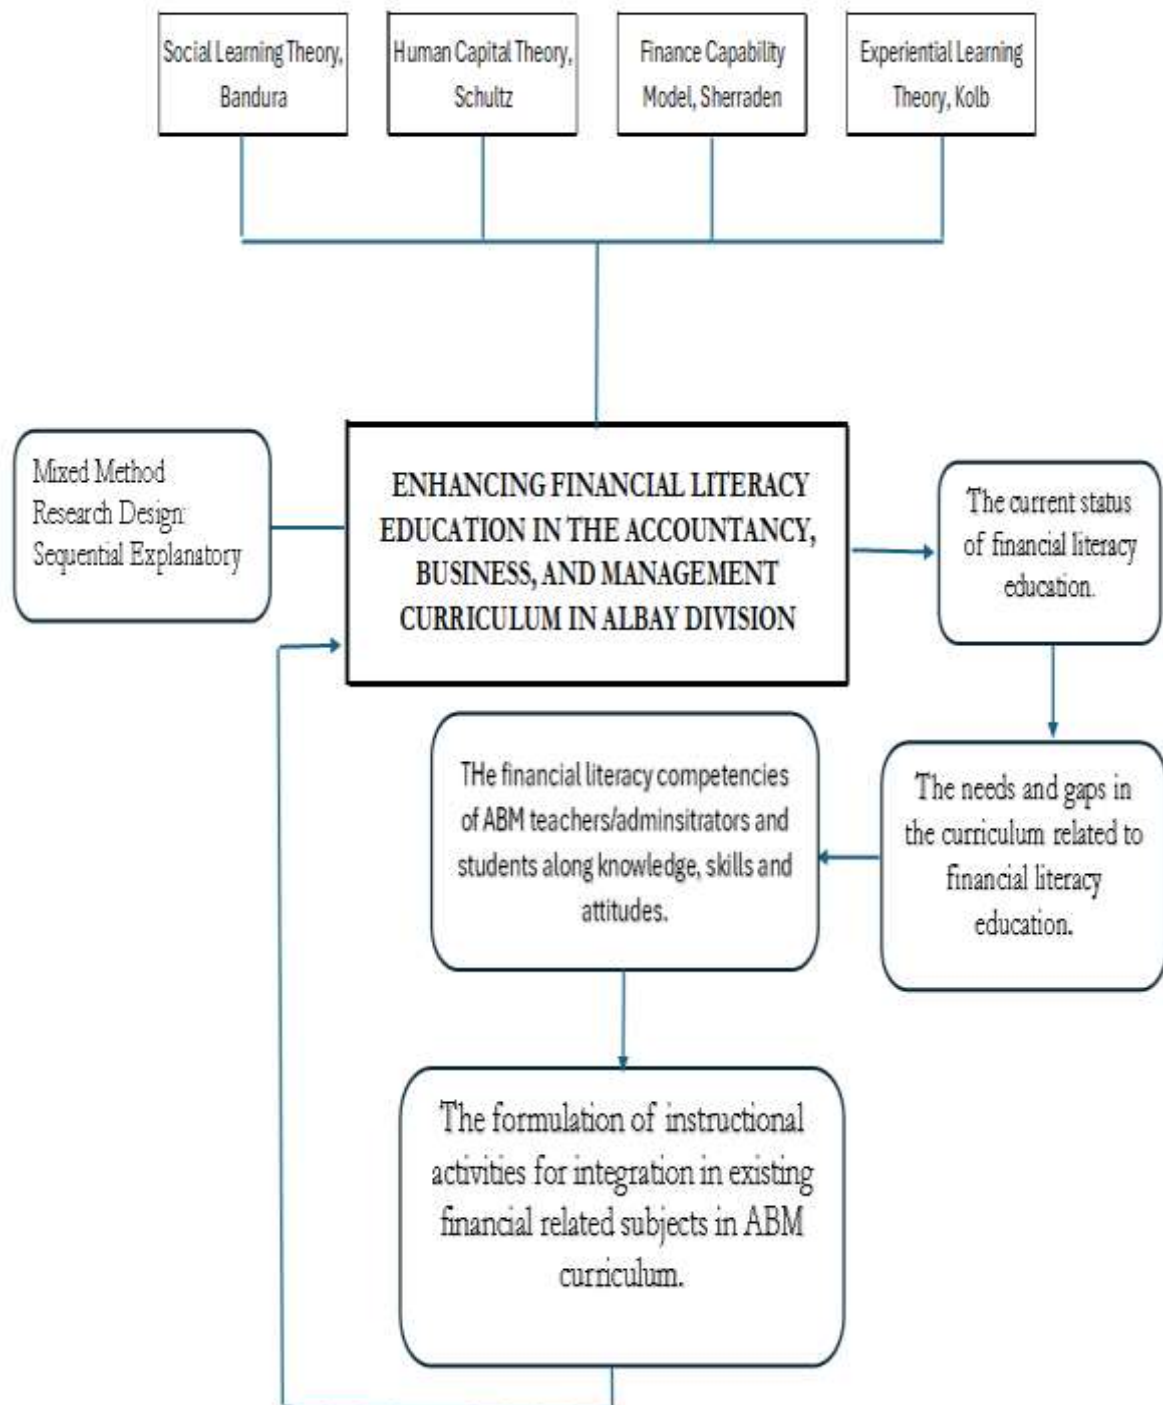 Social Learning Theory,
Bandura
Human Capital Theory,
Schultz
Finance Capability
Model, Sherraden
Experiential Learning
Theory, Kolb
Mixed Method
Research Design:
Sequential Explanatory
ENHANCING FINANCIAL LITERACY
EDUCATION IN THE ACCOUNTANCY,
BUSINESS, AND MANAGEMENT
CURRICULUM IN ALBAY DIVISION
The current status
of financial literacy
education.
The needs and gaps in
the curriculum related to
financial literacy
education.
THe financial literacy competencies
of ABM teachers/adminsitrators and
students along knowledge, skills and
attitudes.
The formulation of instructional
activities for integration in existing
financial related subjects in ABM
curriculum.